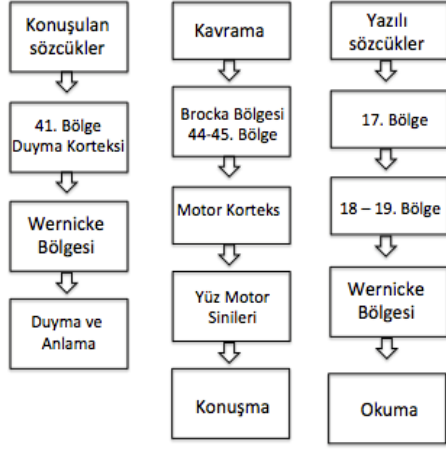 Konuşulan
sözcükler
41. Bölge
Duyma Korteksi
Wernicke
Bölgesi
Duyma ve
Anlama
Kavrama
Brocka Bölgesi
44-45. Bölge
Motor Korteks
Yüz Motor
Sinileri
Konuşma
Yazılı
sözcükler
17. Bölge
18 – 19. Bölge
Wernicke
Bölgesi
Okuma